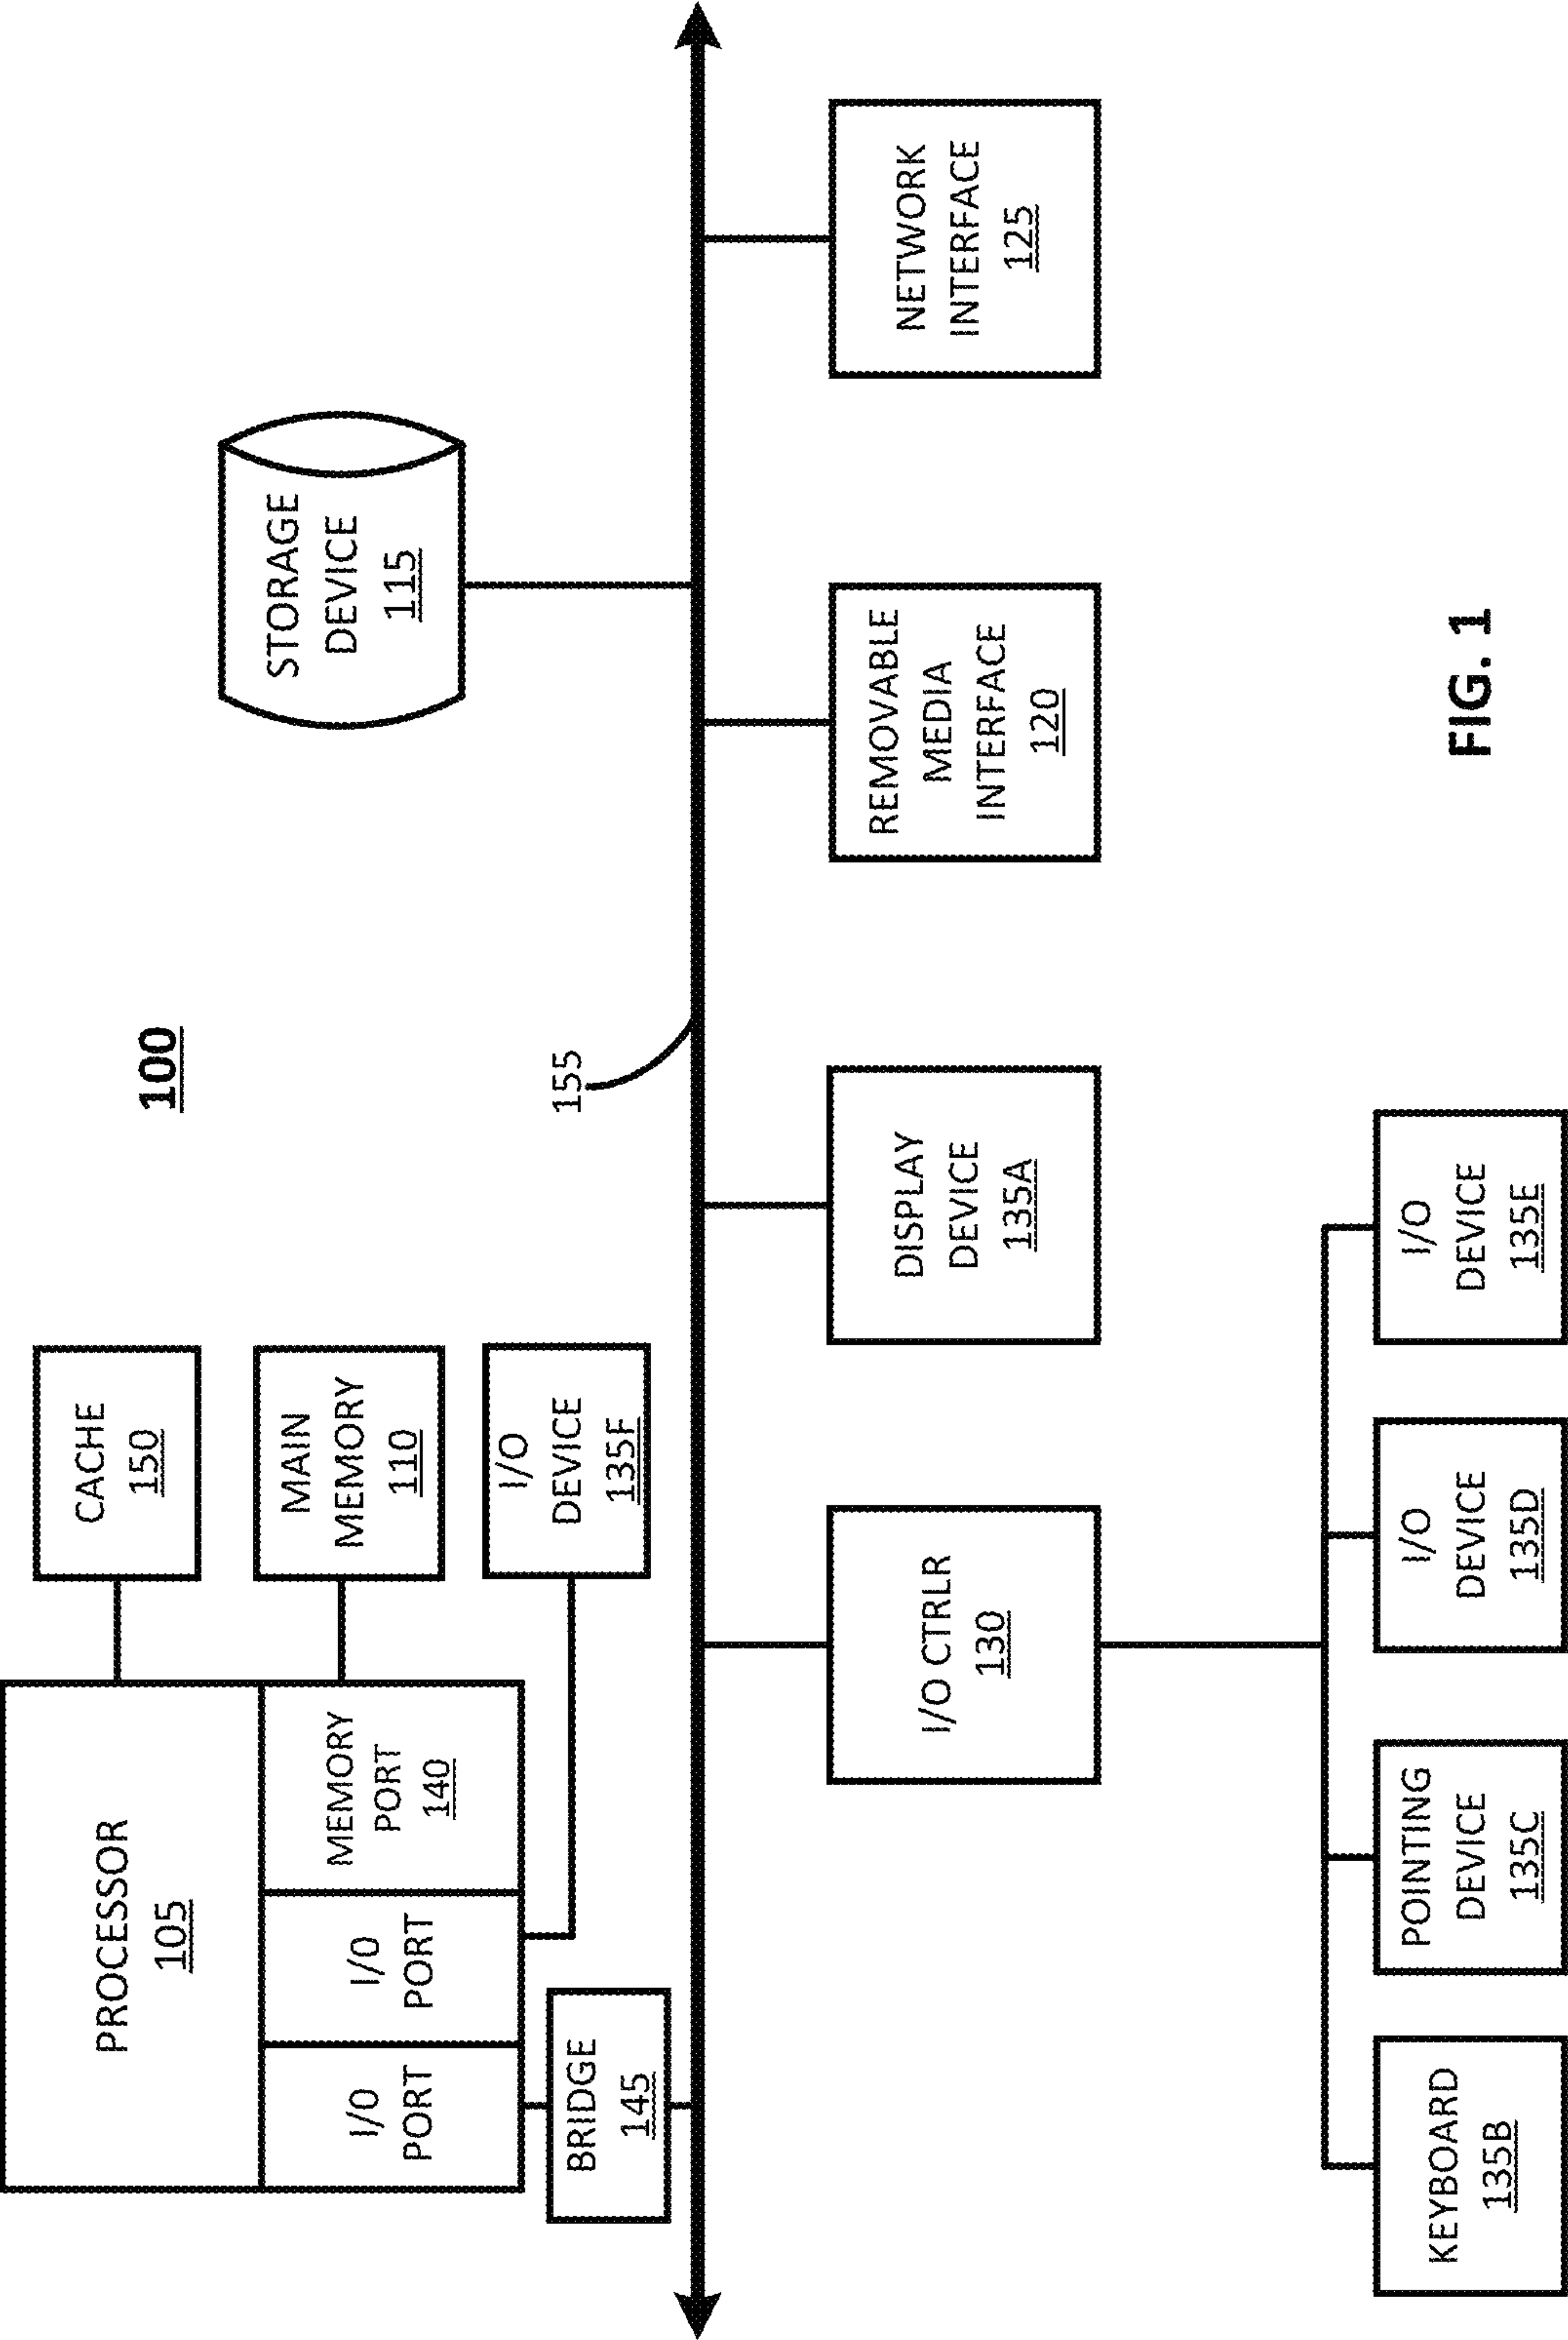 100
PROCESSOR
105
CACHE
150
I/0
PORT
I/0
PORT
MEMORY
PORT
140
MAIN
MEMORY
110
STORAGE
DEVICE
115
BRIDGE
145
I/O
DEVICE
135F
155
I/O CTRLR
130
DISPLAY
DEVICE
135A
REMOVABLE
MEDIA
INTERFACE
120
NETWORK
INTERFACE
125
KEYBOARD
135B
POINTING
DEVICE
135C
I/O
DEVICE
135D
I/O
DEVICE
135E
FIG. 1